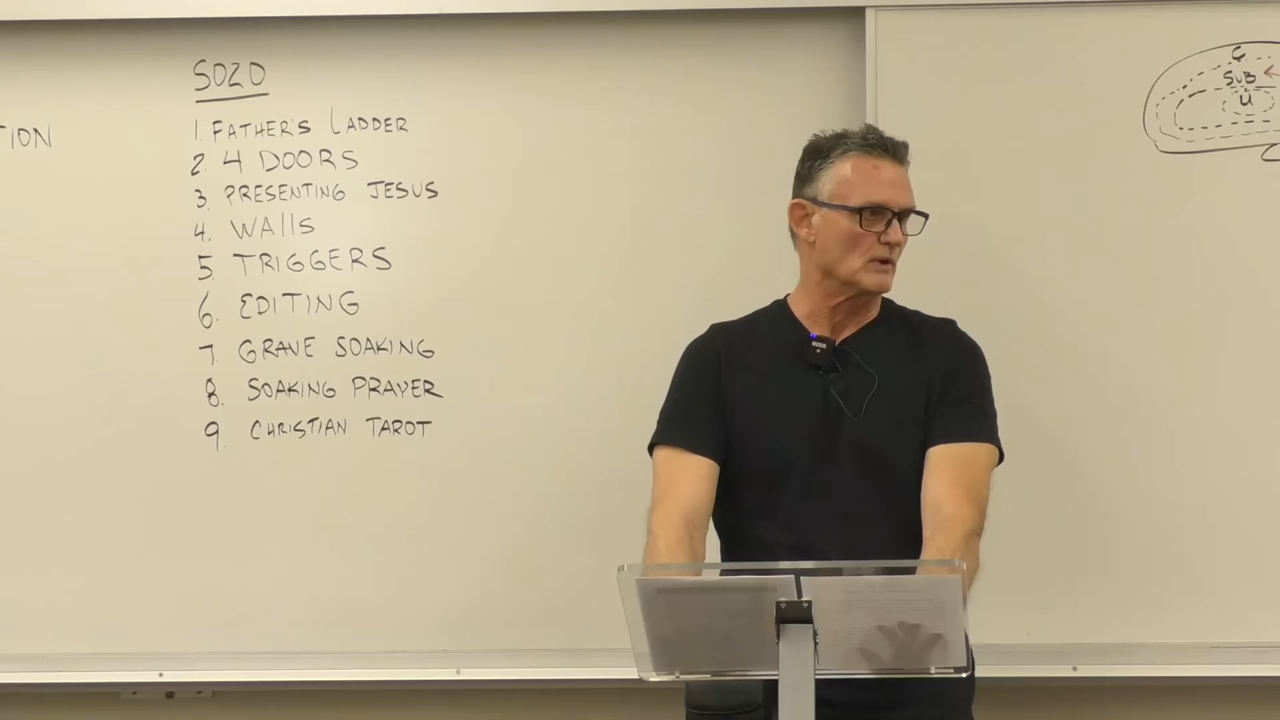 TION
SOZO
1. FATHER'S LADDER
2. 4 DOORS
3. PRESENTING JESUS
4. WALLS
5 TRIGGERS
6. EDITING
7 GRAVE SOAKING
8. SOAKING PRAYER
9. CHRISTIAN TAROT
C
SUB
U
RODE